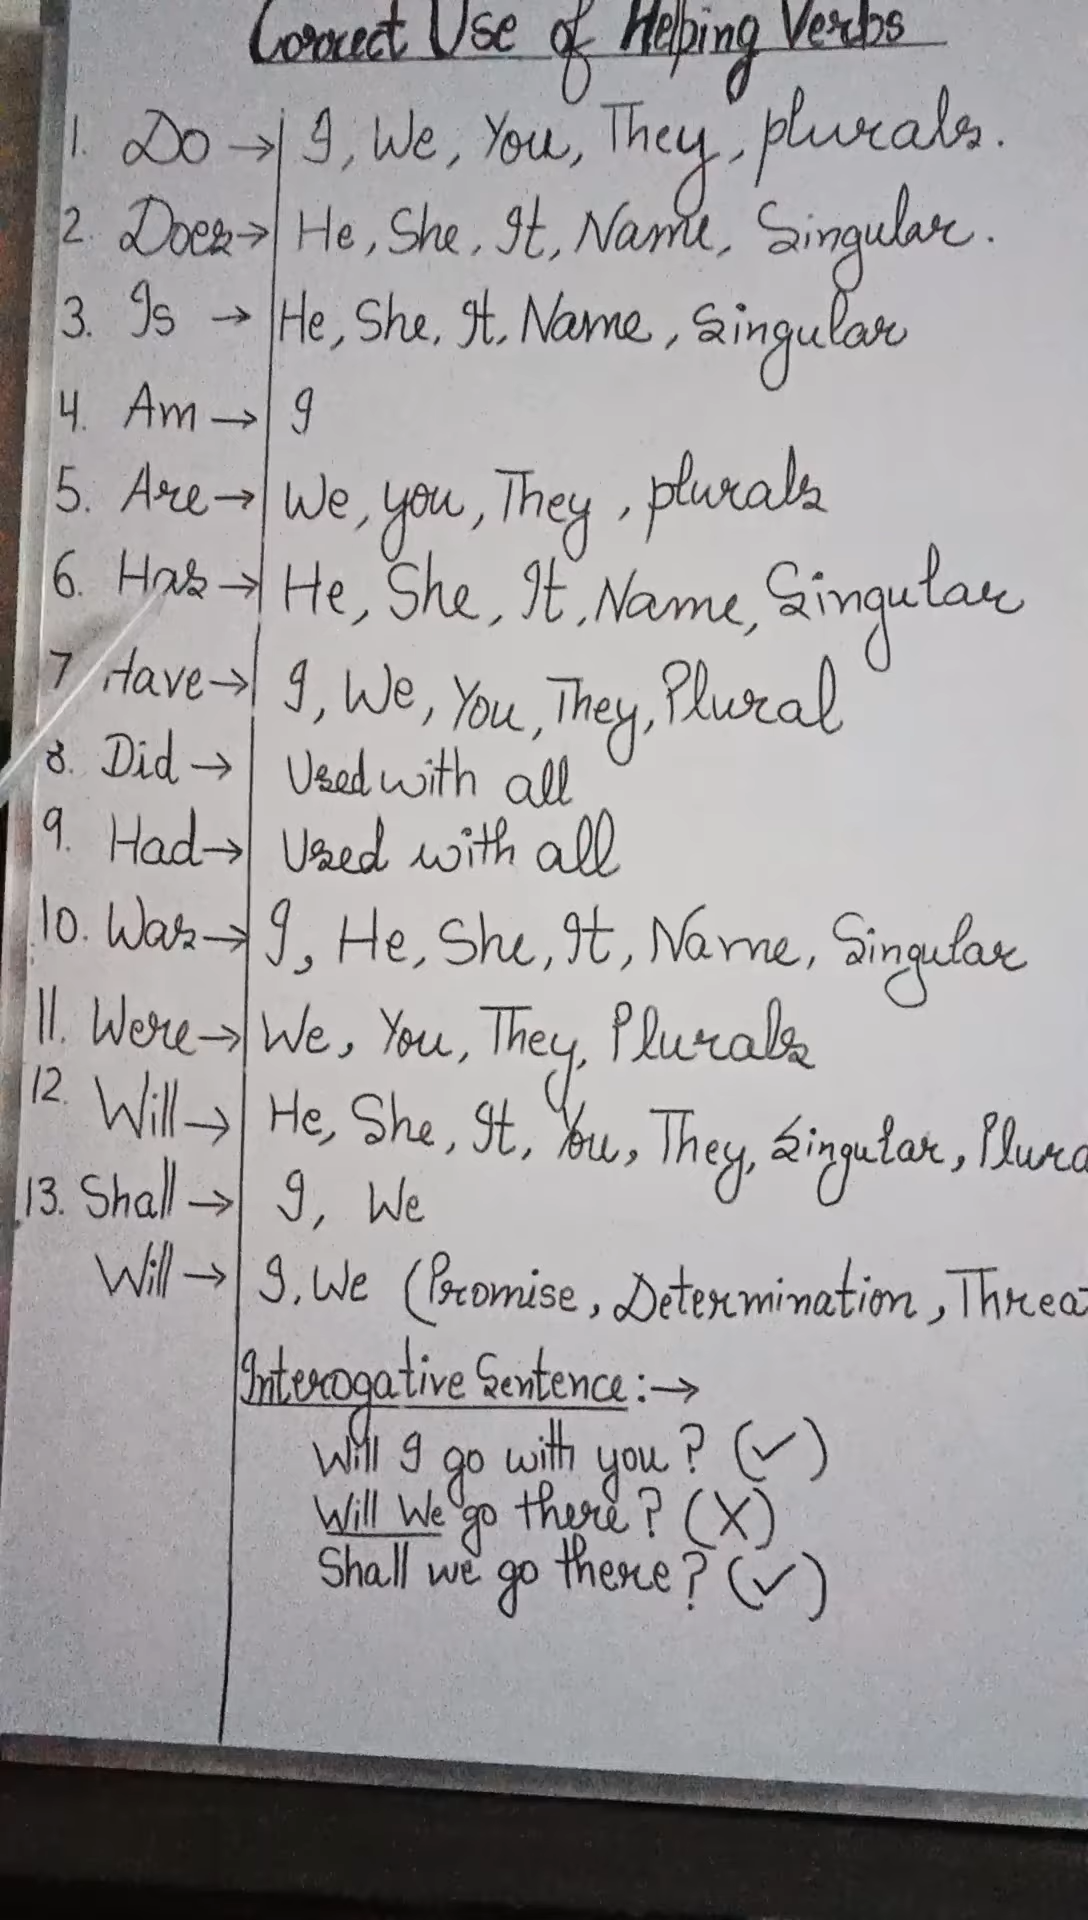 Correct Use of Helping Verbs
1. Do → I, We, You, They, plurals.
2. Does → He, She, It, Name, Singular.
3. Is → He, She, It, Name, Singular
4. Am → I
5. Are → We, you, They, plurals
6. Has → He, She, It, Name, Singular
7 Have → I, We, You, They, Plural
8. Did → Used with all
9. Had → Used with all
10. Was → I, He, She, It, Name, Singular
11. Were → We, You, They, Plurals
12. Will → He, She, It, You, They, Singular, Plura
13. Shall → I, We
Will → I, We (Promise, Determination, Threa
Interogative Sentence :→
Will I go with you? (✓)
Will We go there? (X)
Shall we go there? (✓)